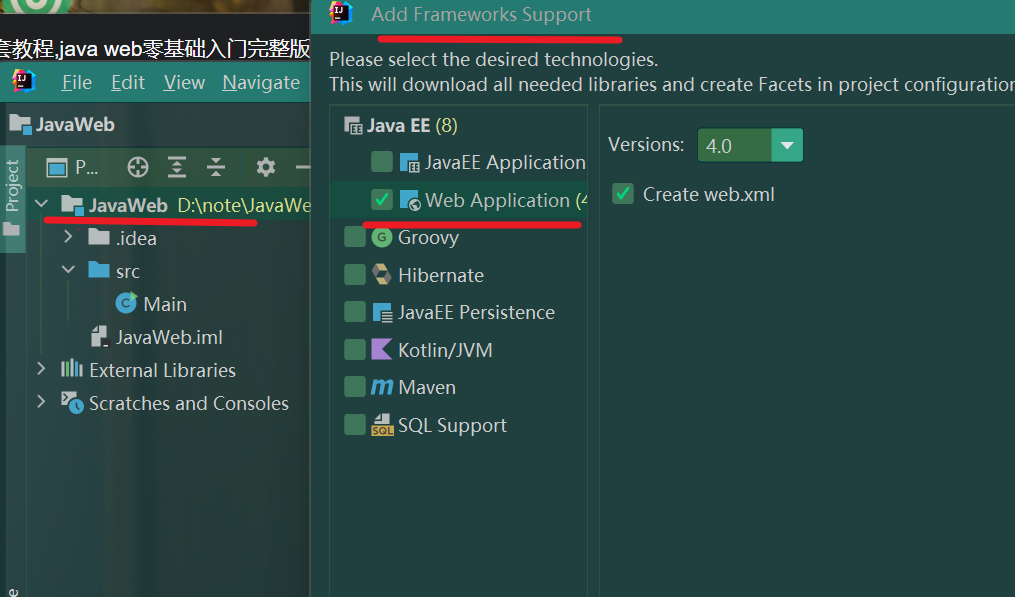 Add Frameworks Support
套教程,java web零基础入门完整版
Please select the desired technologies.
This will download all needed libraries and create Facets in project configuration
File Edit View Navigate
JavaWeb
Project
P...
JavaWeb D:\note\JavaWe
.idea
src
Main
JavaWeb.iml
External Libraries
Scratches and Consoles
Java EE (8)
JavaEE Application
Web Application (4
Groovy
Hibernate
JavaEE Persistence
Kotlin/JVM
Maven
SQL Support
Versions: 4.0
Create web.xml